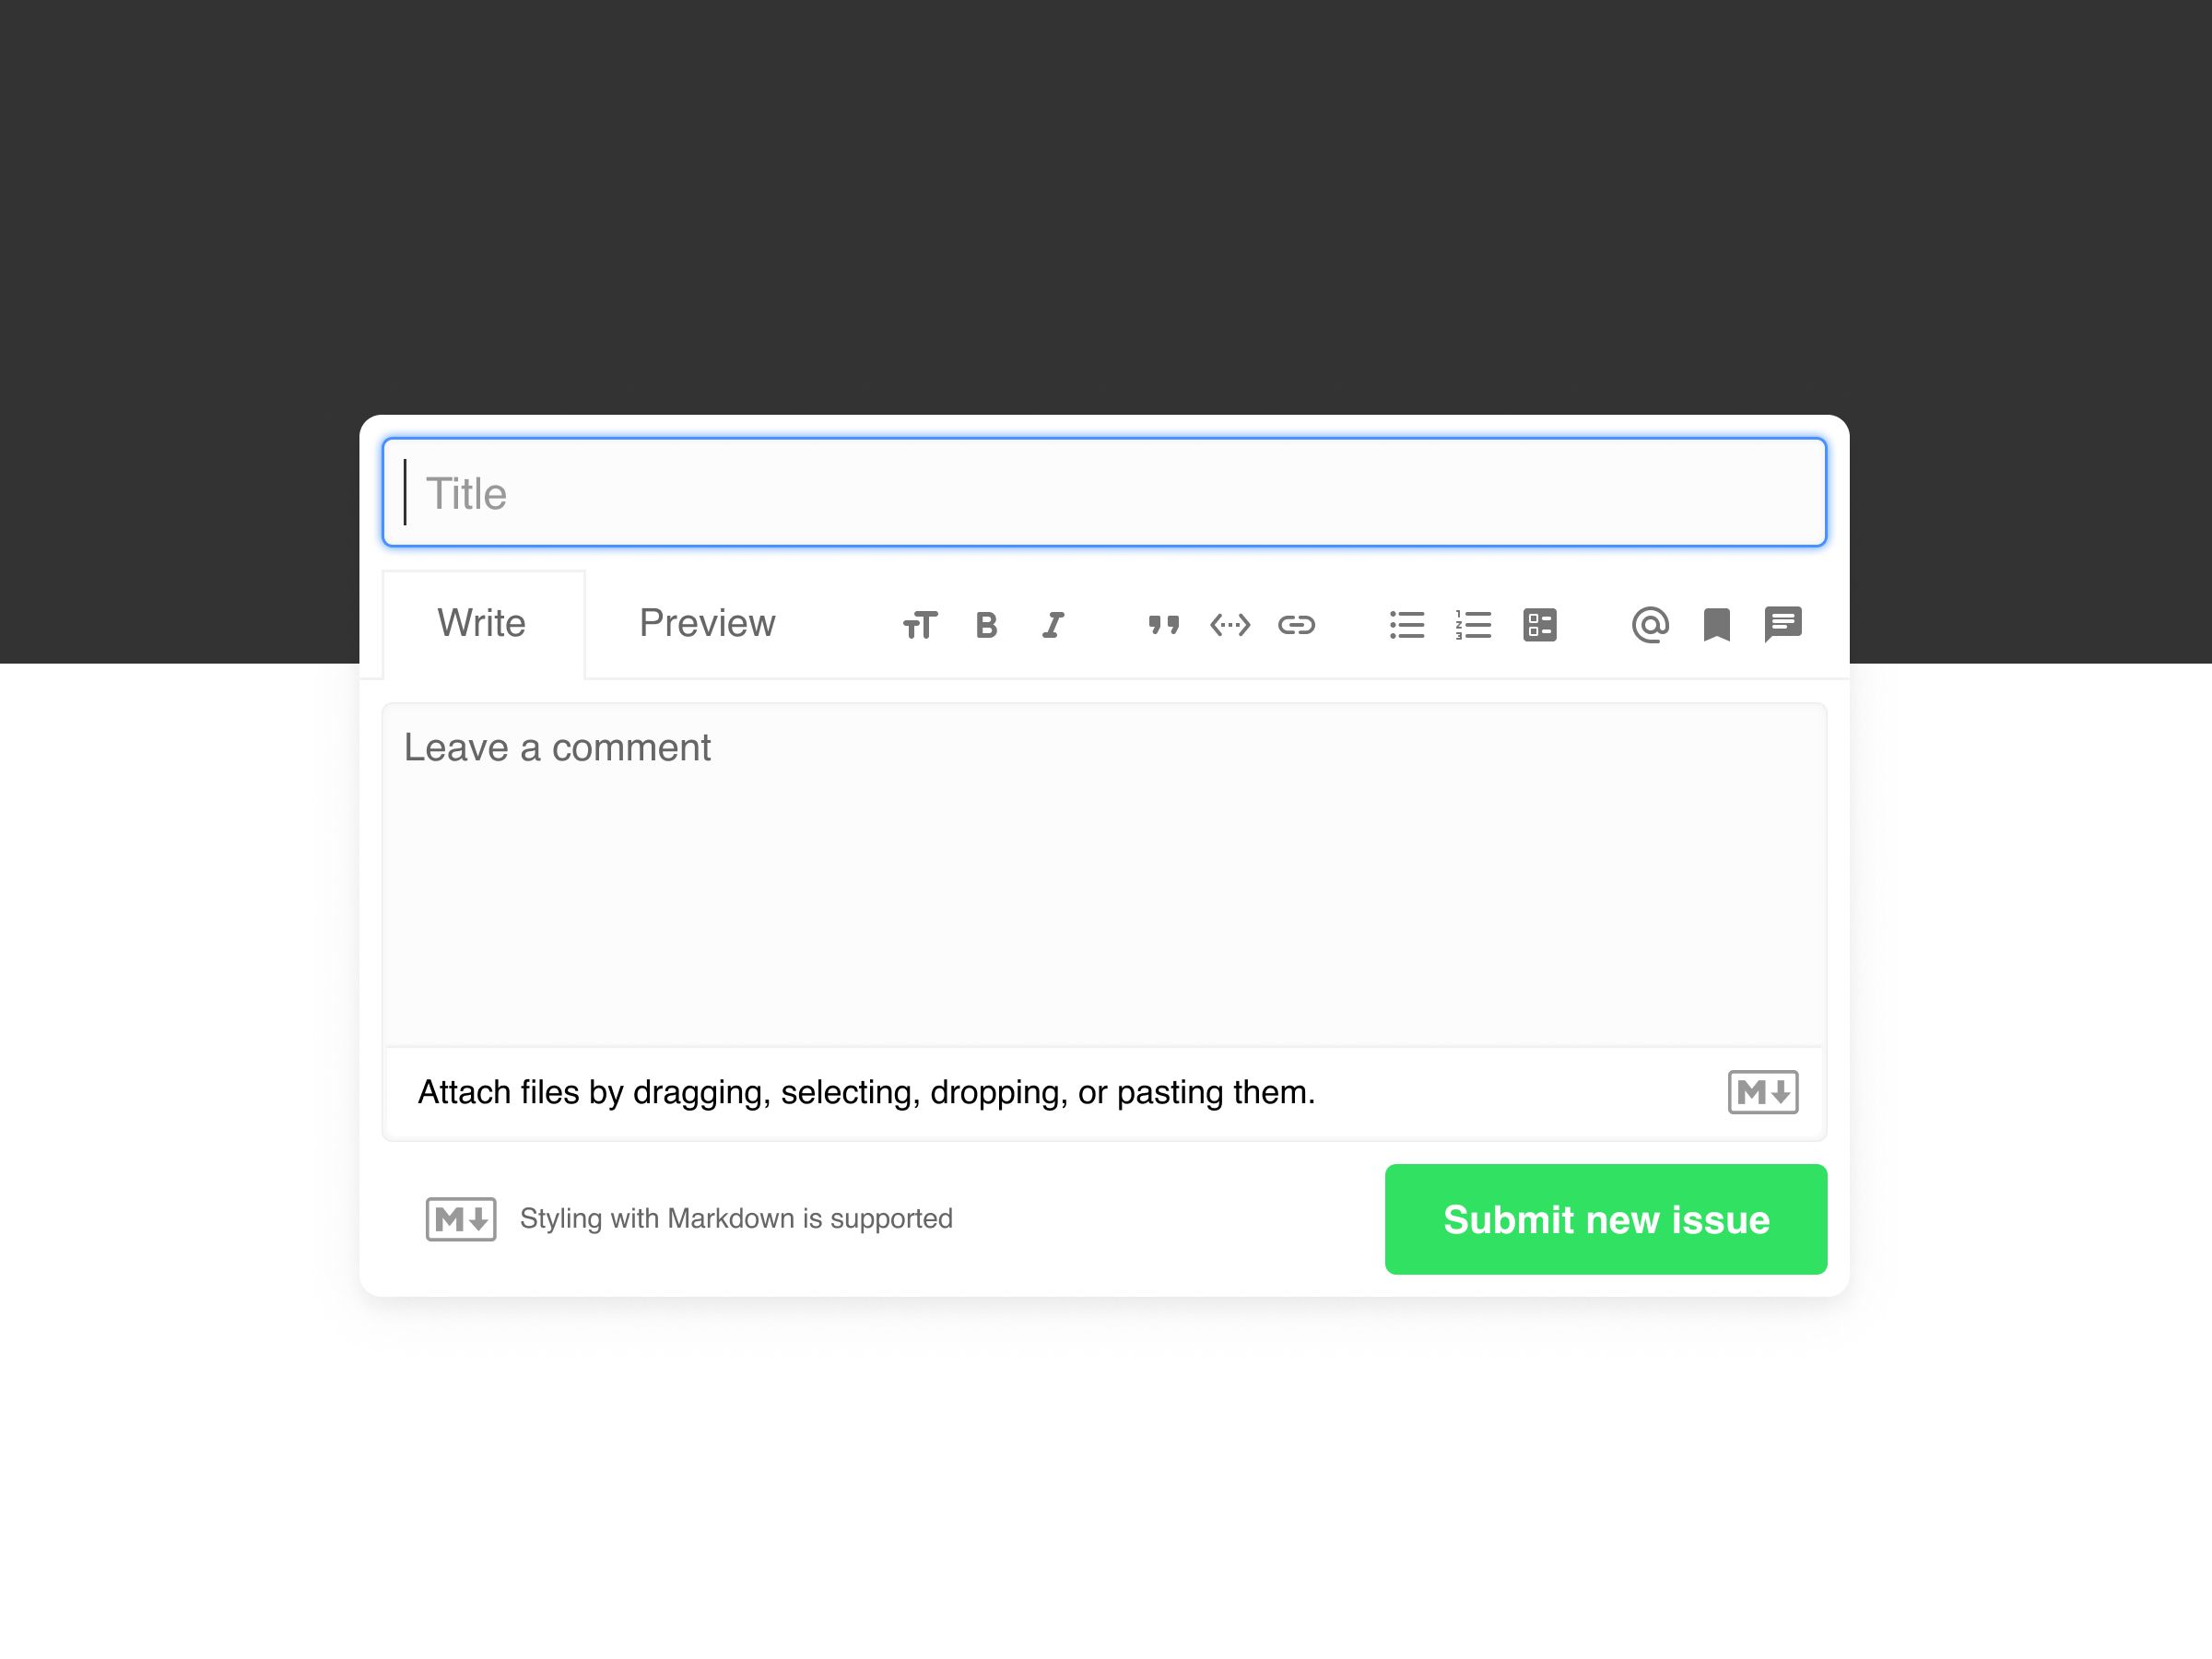 Title
Write Preview
Leave a comment
Attach files by dragging, selecting, dropping, or pasting them.
M
M Styling with Markdown is supported
Submit new issue